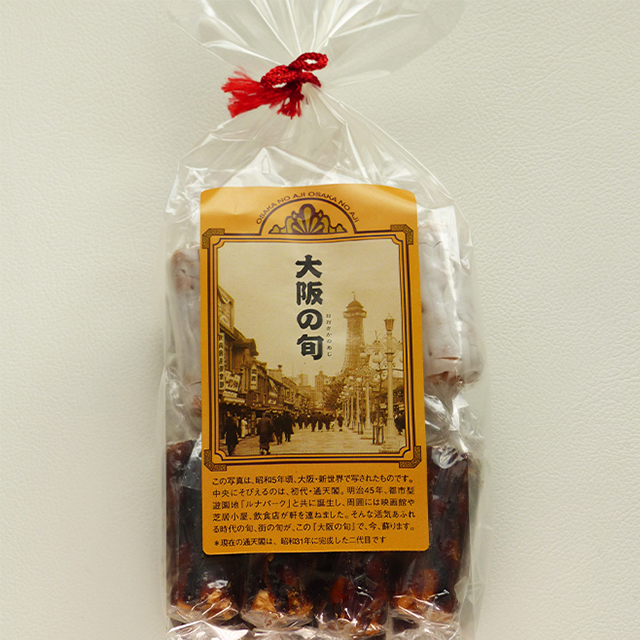 OSAKA NO AJI OSAKA NO AJI
大阪の旬
おおさかのあじ
この写真は、昭和5年頃、大阪・新世界で写されたものです。
中央にそびえるのは、初代・通天閣。明治45年、都市型
遊園地「ルナパーク」と共に誕生し、周囲には映画館や
芝居小屋、飲食店が軒を連ねました。そんな活気あふれ
る時代の旬、街の旬が、この「大阪の旬」で、今、蘇ります。
*現在の通天閣は、昭和31年に完成した二代目です